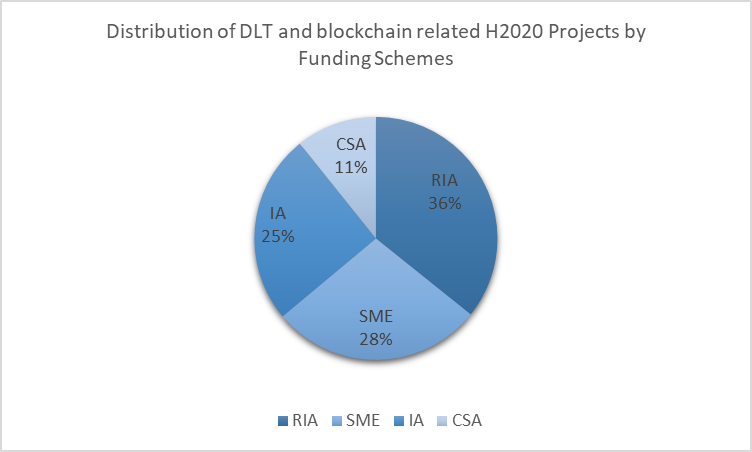 Distribution of DLT and blockchain related H2020 Projects by
Funding Schemes
CSA
11%
RIA
36%
IA
25%
SME
28%
RIA SME IA CSA